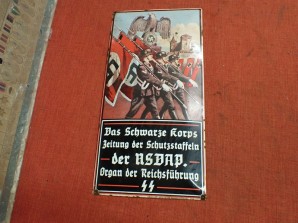 Das Schwarze Korps
Zeitung der Schutzstaffeln
der NSDAP.
Organ der Reichsführung
SS